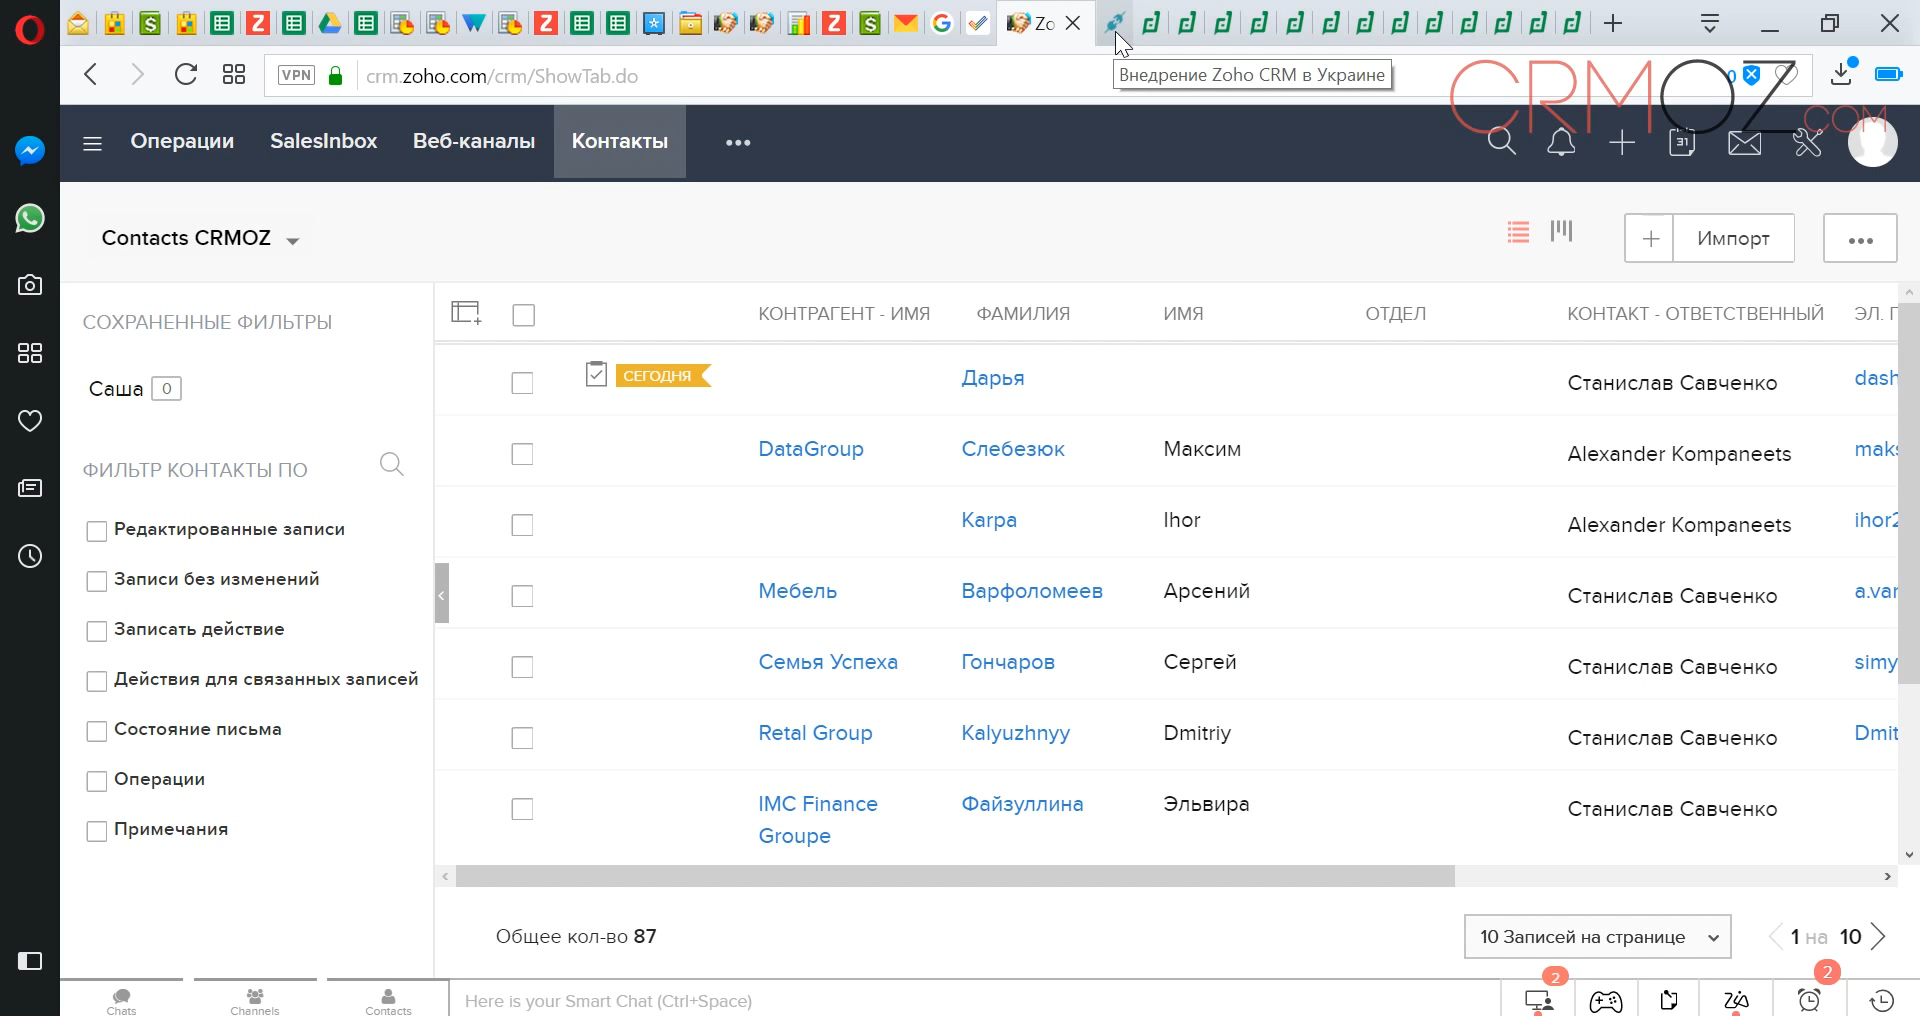 Zo
VPN
crm.zoho.com/crm/ShowTab.do
Внедрение Zoho CRM в Украине
0
CRMOZ.COM
Операции
SalesInbox
Веб-каналы
Контакты
31
Contacts CRMOZ
Импорт
СОХРАНЕННЫЕ ФИЛЬТРЫ
Саша 0
ФИЛЬТР КОНТАКТЫ ПО
Редактированные записи
Записи без изменений
Записать действие
Действия для связанных записей
Состояние письма
Операции
Примечания
КОНТРАГЕНТ - ИМЯ ФАМИЛИЯ ИМЯ ОТДЕЛ КОНТАКТ - ОТВЕТСТВЕННЫЙ ЭЛ.
СЕГОДНЯ Дарья Станислав Савченко dash
DataGroup Слебезюк Максим Alexander Kompaneets maks
Karpa Ihor Alexander Kompaneets ihor2
Мебель Варфоломеев Арсений Станислав Савченко a.var
Семья Успеха Гончаров Сергей Станислав Савченко simy
Retal Group Kalyuzhnyy Dmitriy Станислав Савченко Dmit
IMC Finance Groupe Файзуллина Эльвира Станислав Савченко
Общее кол-во 87
10 Записей на странице
1 на 10
Chats
Channels
Contacts
Here is your Smart Chat (Ctrl+Space)
2
2